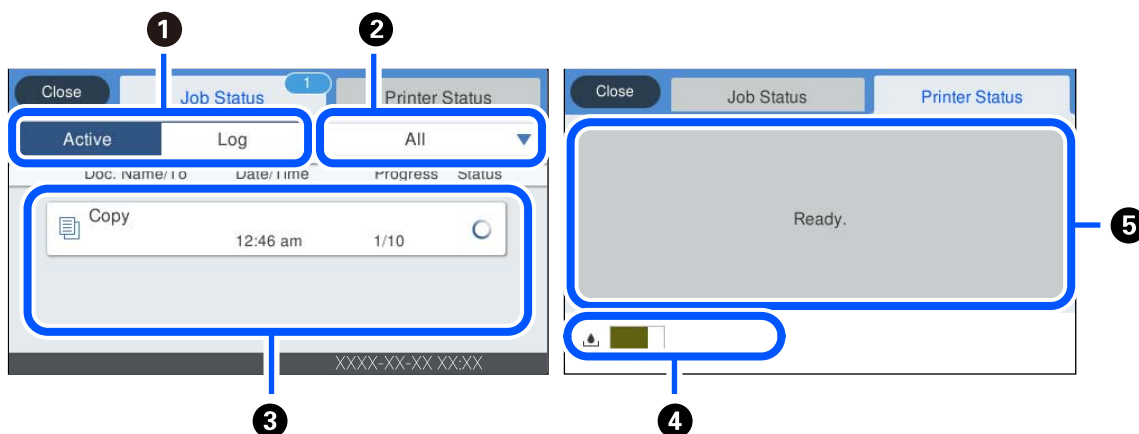 1 2
Close Job Status 1 Printer Status
Active Log All
Doc. Name/To Date/Time Progress Status
Copy
12:46 am 1/10
XXXX-XX-XX XX:XX
3
Close Job Status Printer Status
Ready.
5
4